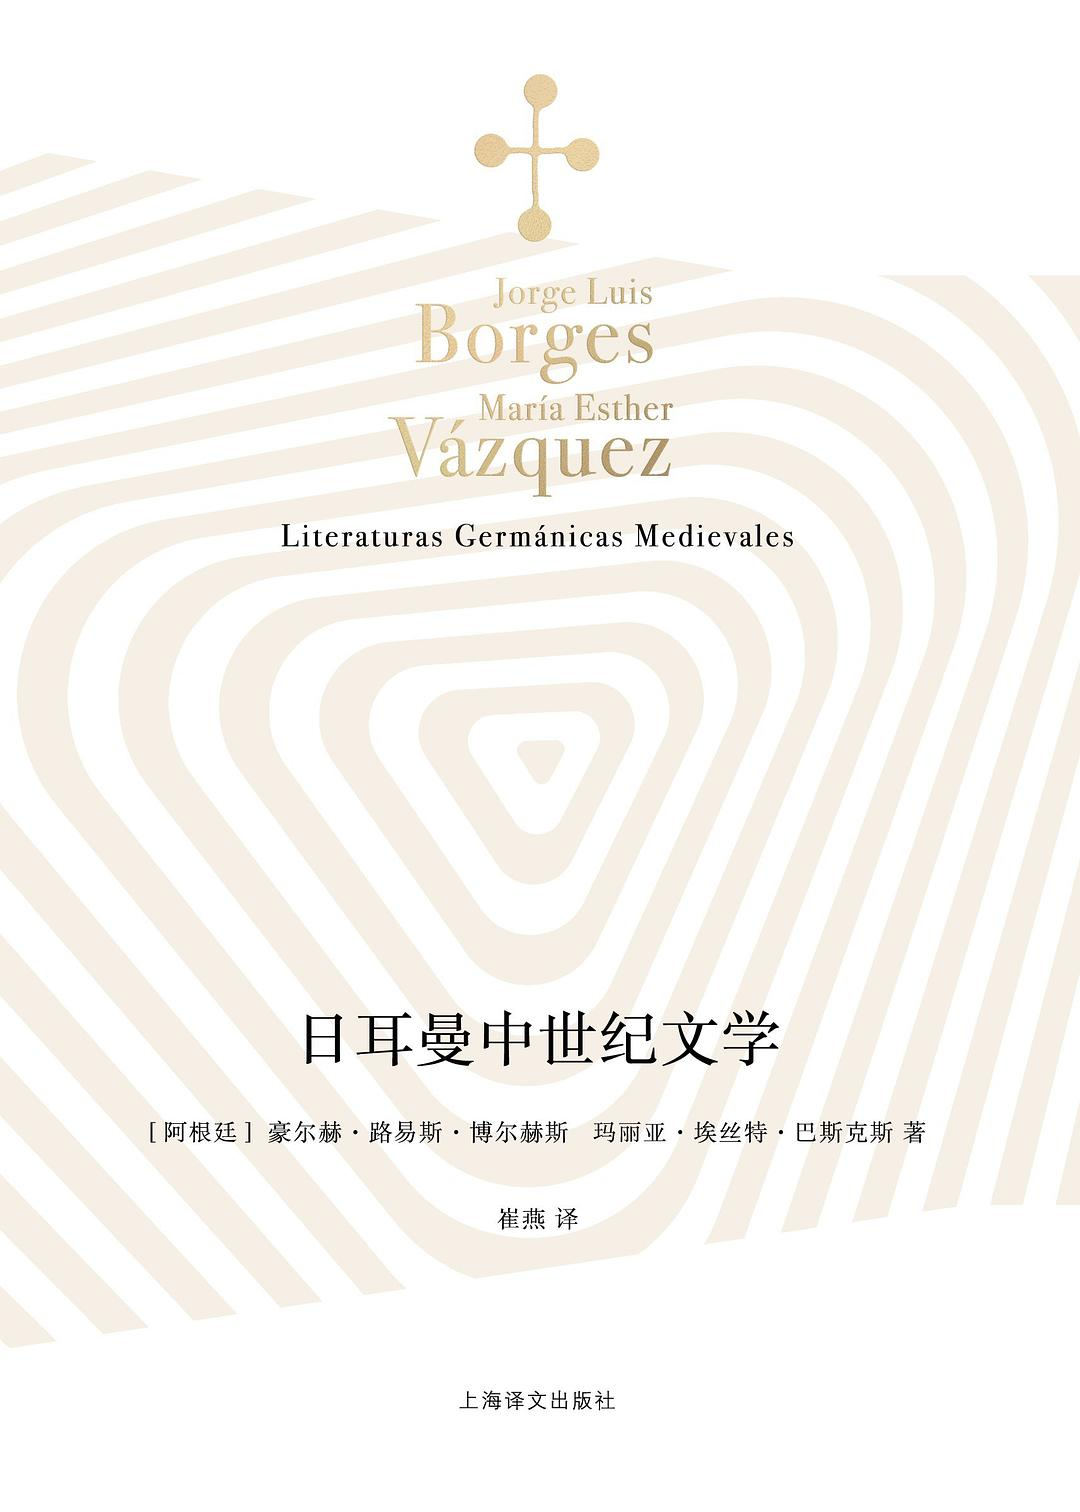 Jorge Luis
Borges
María Esther
Vázquez
Literaturas Germánicas Medievales
日耳曼中世纪文学
[阿根廷] 豪尔赫·路易斯·博尔赫斯 玛丽亚·埃丝特·巴斯克斯 著
崔燕 译
上海译文出版社